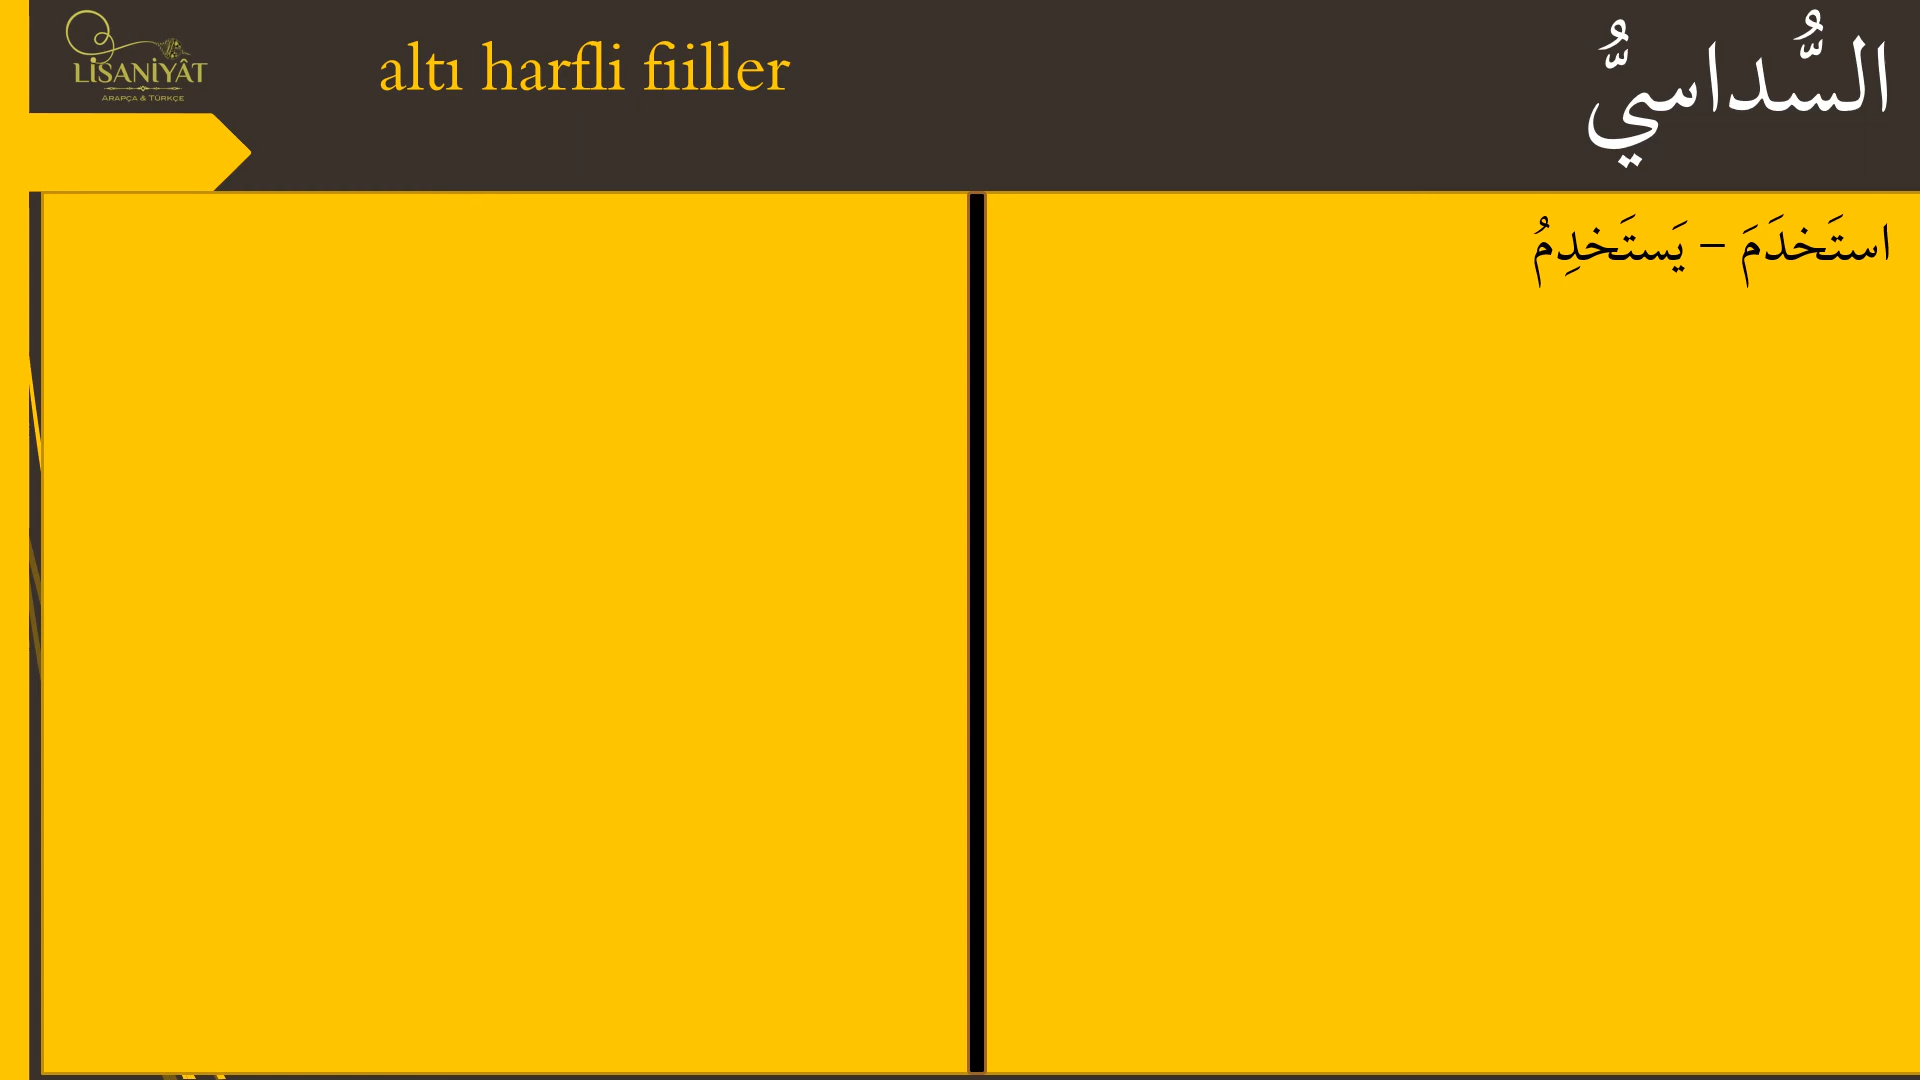 LİSANİYÂT
ARAPÇA & TÜRKÇE
altı harfli fiiller
السُّداسيُّ
استَخدَمَ – يَستَخدِمُ